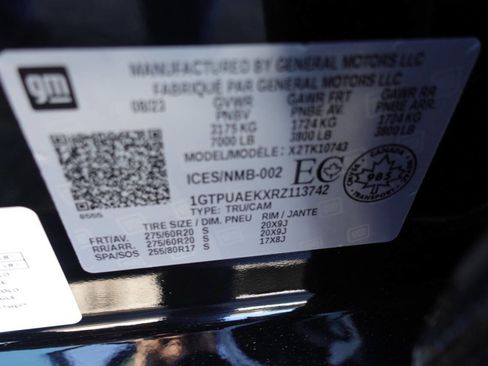 gm
MANUFACTURED BY GENERAL MOTORS LLC
FABRIQUÉ PAR GENERAL MOTORS LLC
08/23 GVWR GAWR FRT GAWR RR
PNBV PNBE AV. PNBE ARR.
3175 KG 1724 KG 1724 KG
7000 LB 3800 LB 3800 LB
MODEL/MODÈLE: X2TK10743
ICES/NMB-002 EC CANADA 985
1GTPUAEKXRZ113742
TYPE: TRU/CAM
TIRE SIZE / DIM. PNEU RIM / JANTE
FRT/AV. 275/60R20 S 20X9J
RR/ARR. 275/60R20 S 20X9J
SPA/SOS 255/80R17 S 17X8J